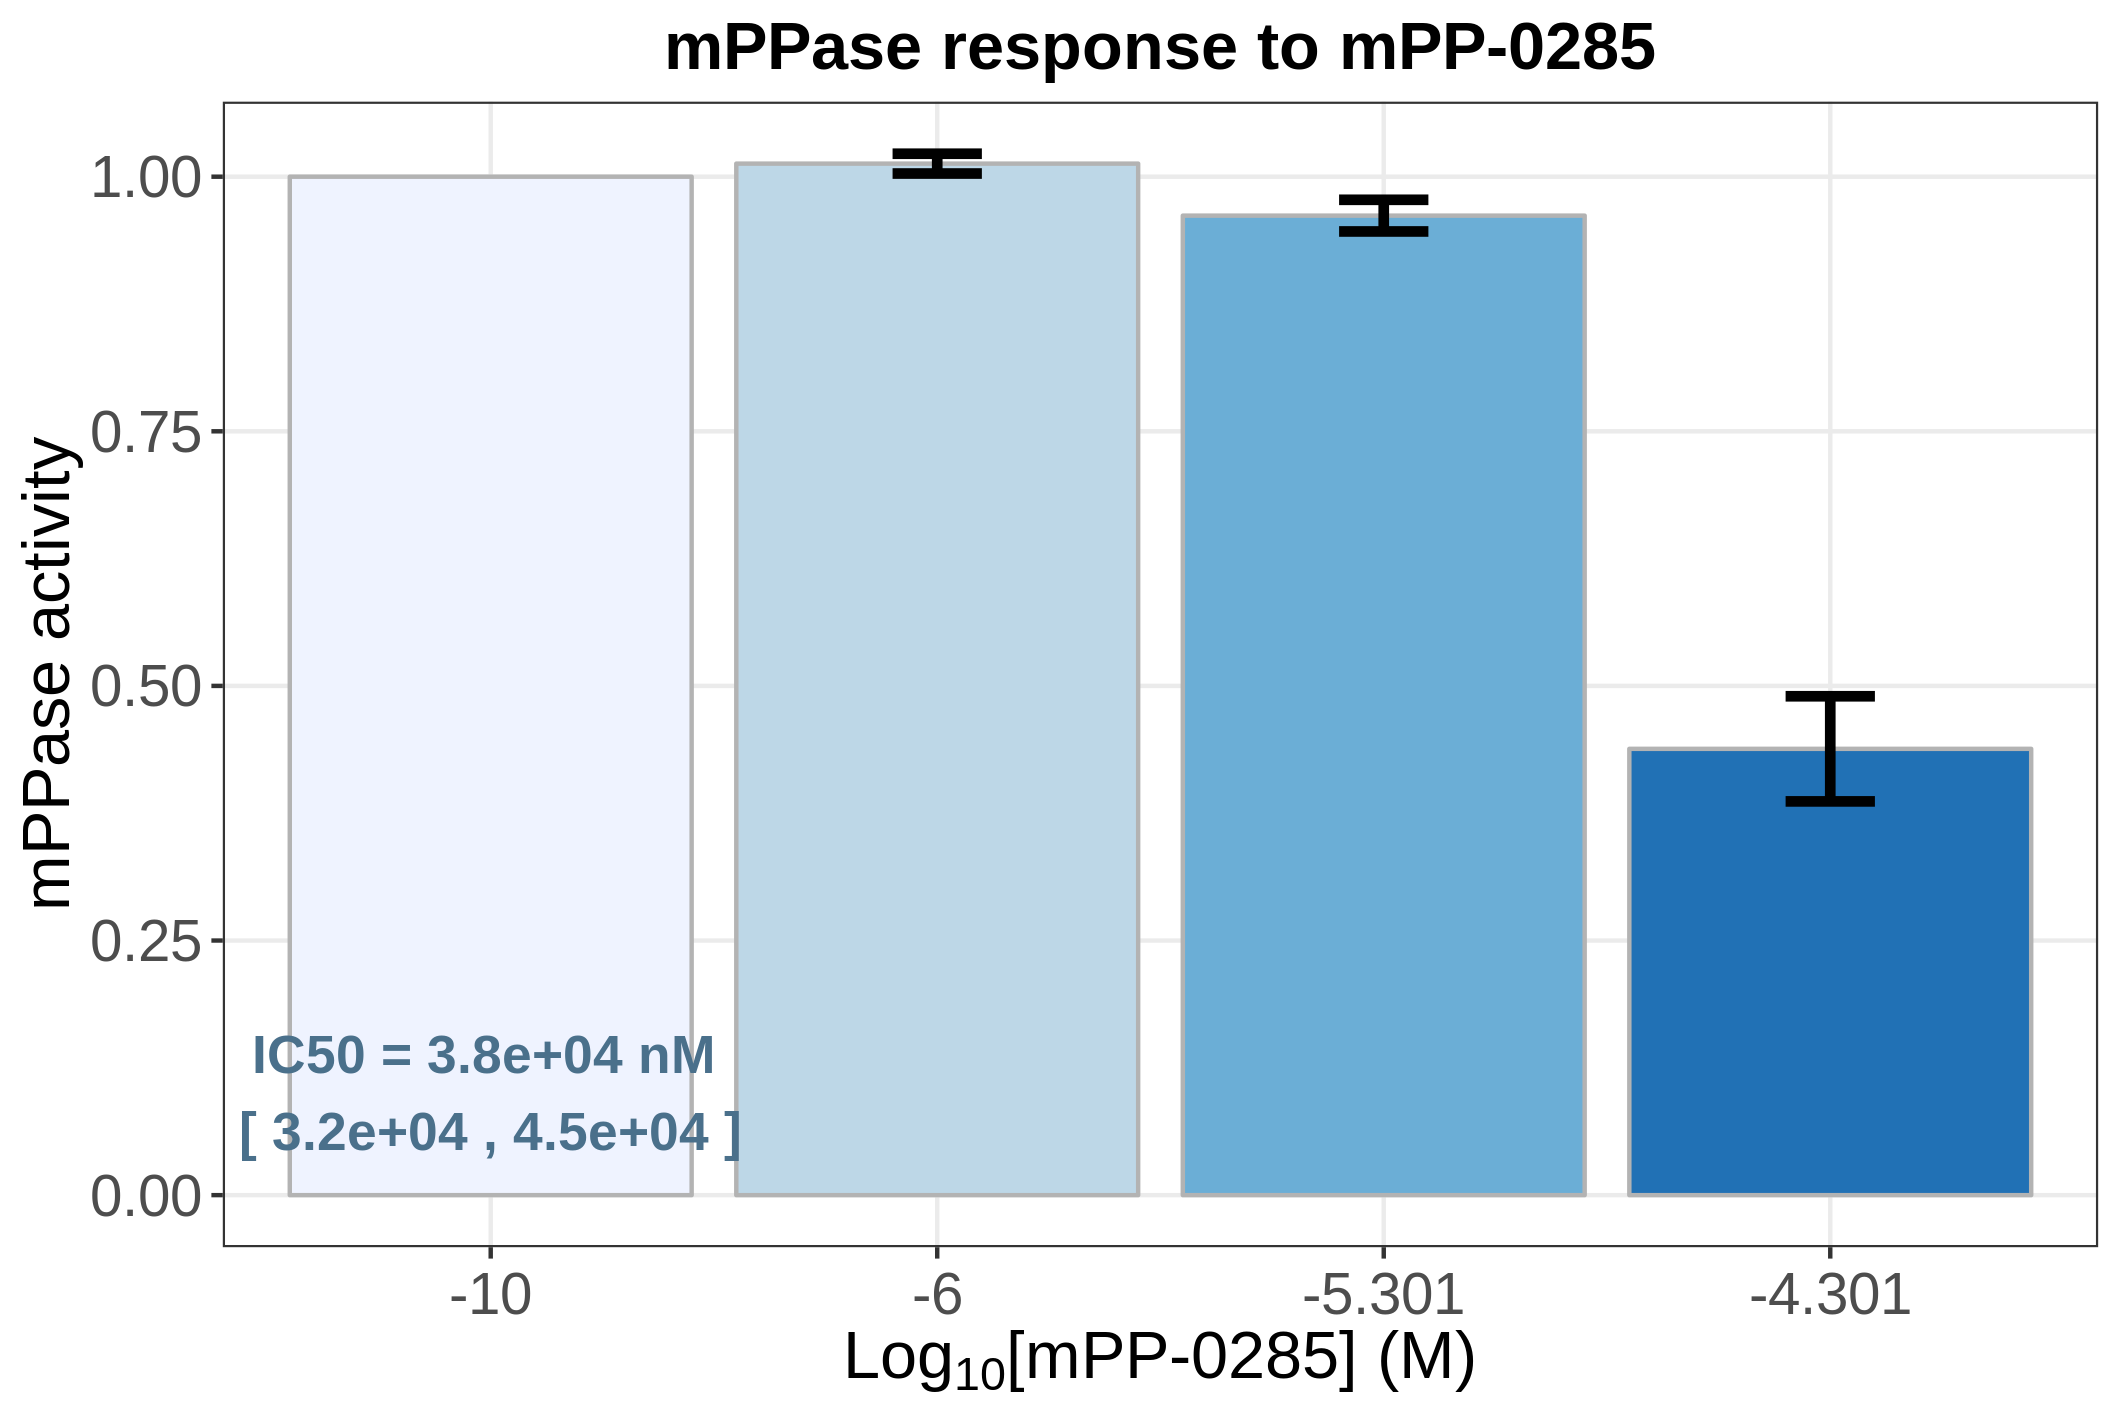 mPPase response to mPP-0285
mPPase activity
1.00
0.75
0.50
0.25
0.00
IC50 = 3.8e+04 nM
[ 3.2e+04 , 4.5e+04 ]
-10
-6
-5.301
-4.301
Log₁₀[mPP-0285] (M)